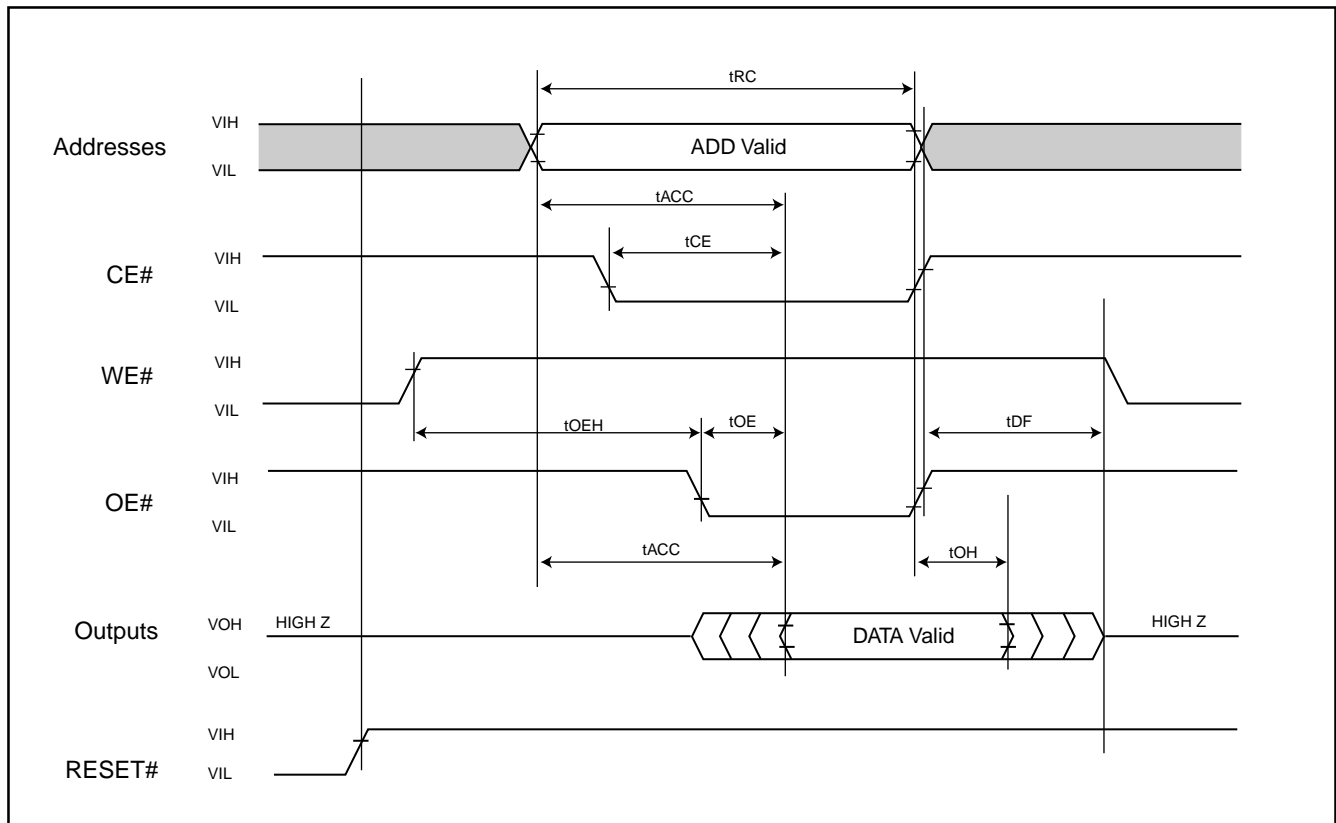 tRC
VIH
Addresses
ADD Valid
VIL
tACC
tCE
VIH
CE#
VIL
VIH
WE#
VIL
tOEH
tOE
tDF
VIH
OE#
VIL
tACC
tOH
Outputs
VOH
HIGH Z
DATA Valid
HIGH Z
VOL
VIH
RESET#
VIL